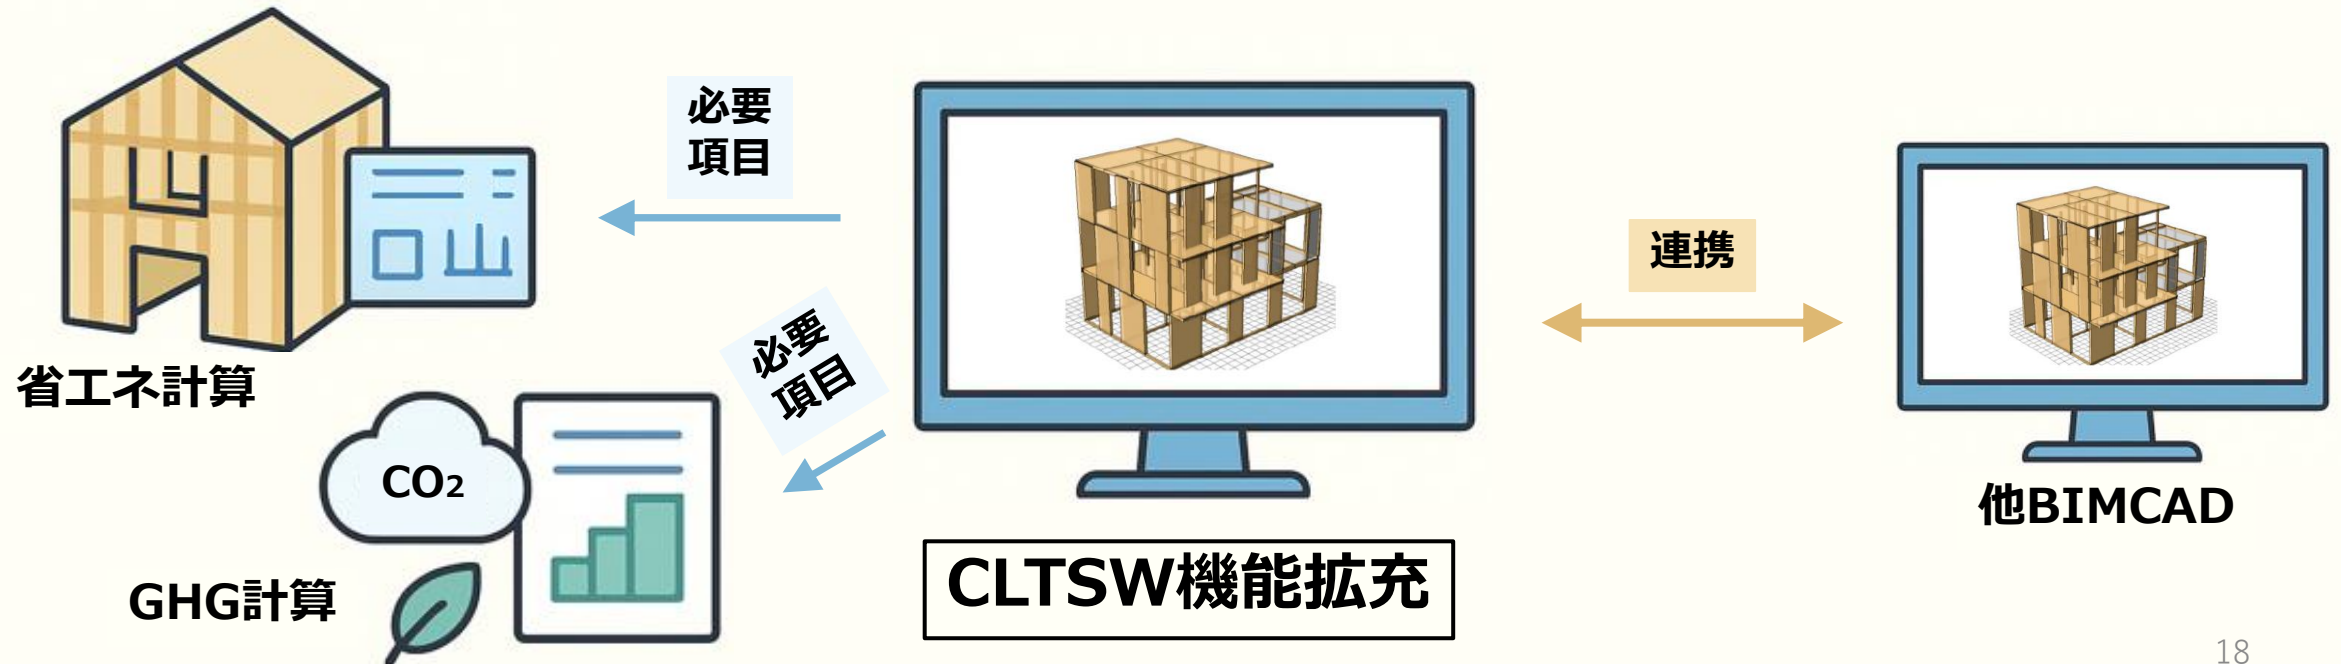 必要
項目
省エネ計算
必要
項目
CO₂
GHG計算
CLTSW機能拡充
連携
他BIMCAD
18